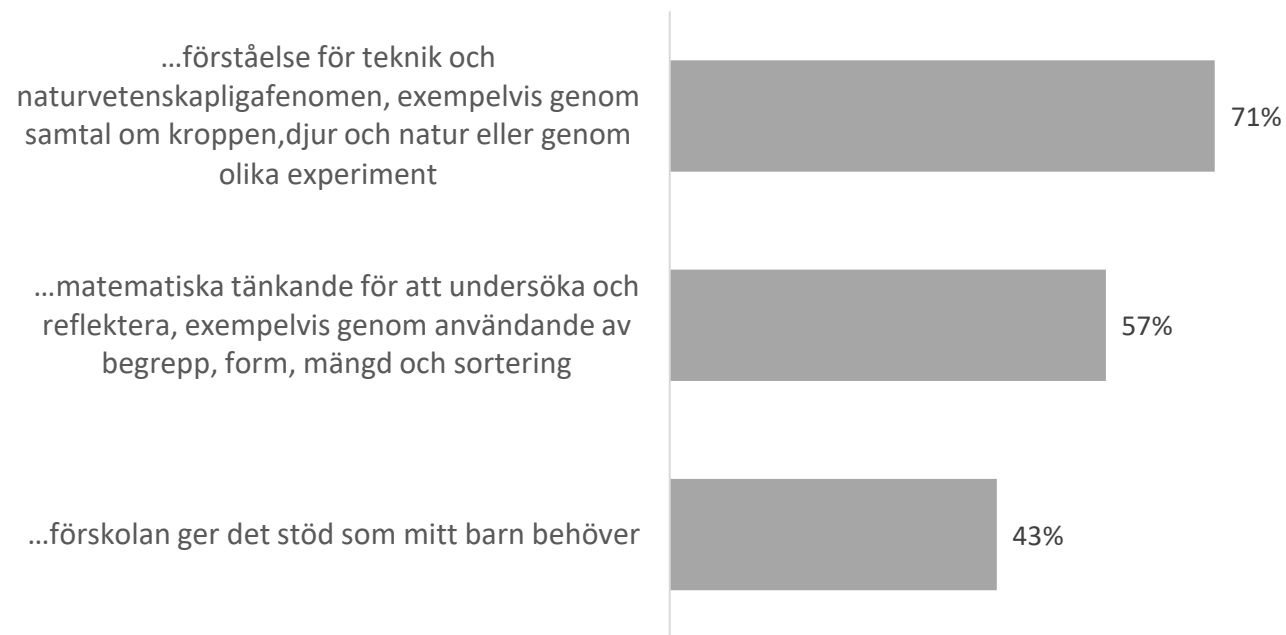 ...förståelse för teknik och
naturvetenskapligafenomen, exempelvis genom
samtal om kroppen,djur och natur eller genom
olika experiment
71%
...matematiska tänkande för att undersöka och
reflektera, exempelvis genom användande av
begrepp, form, mängd och sortering
57%
...förskolan ger det stöd som mitt barn behöver
43%